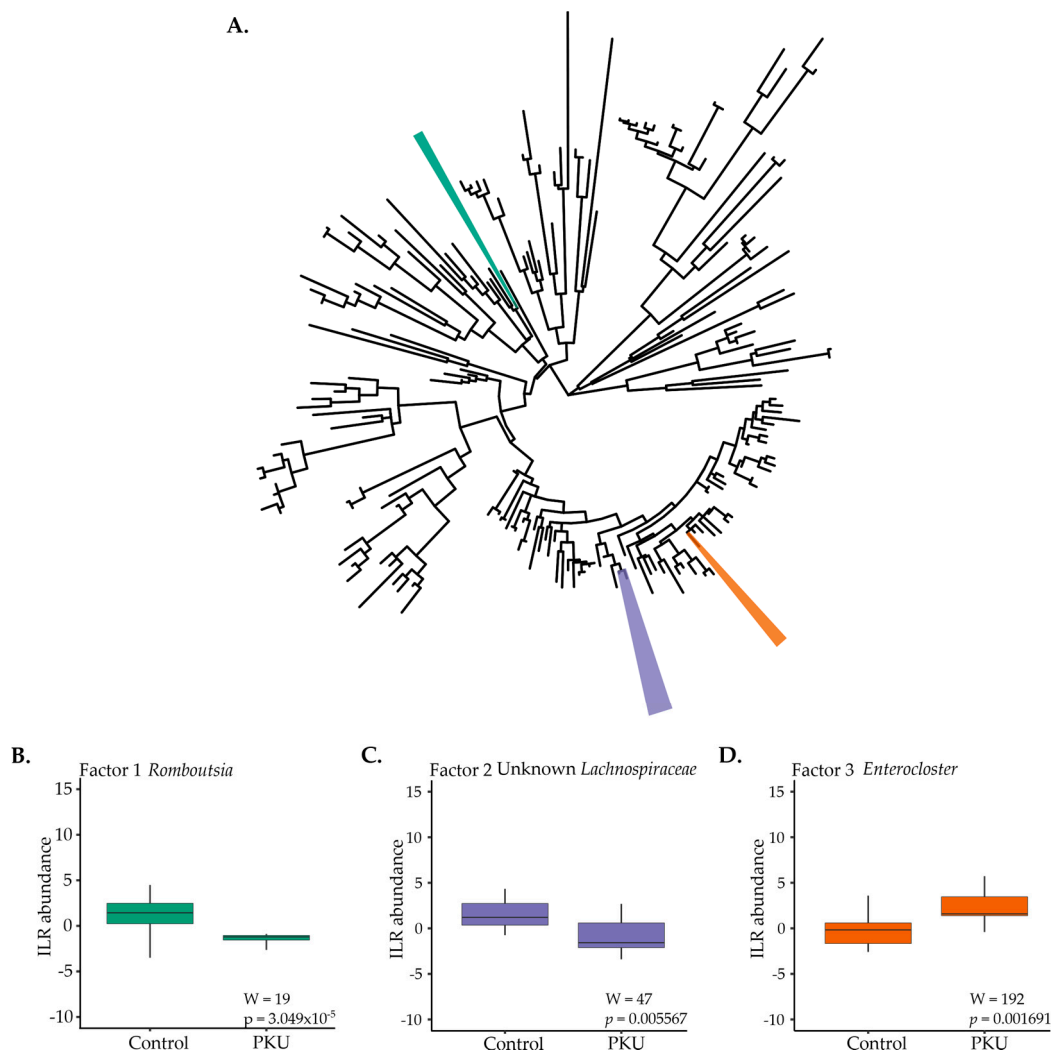 A.
B.
Factor 1 Romboutsia
15
10
5
0
-5
-10
ILR abundance
W = 19
p = 3.049x10⁻⁵
Control PKU
C.
Factor 2 Unknown Lachnospiraceae
15
10
5
0
-5
-10
ILR abundance
W = 47
p = 0.005567
Control PKU
D.
Factor 3 Enterocloster
15
10
5
0
-5
-10
ILR abundance
W = 192
p = 0.001691
Control PKU